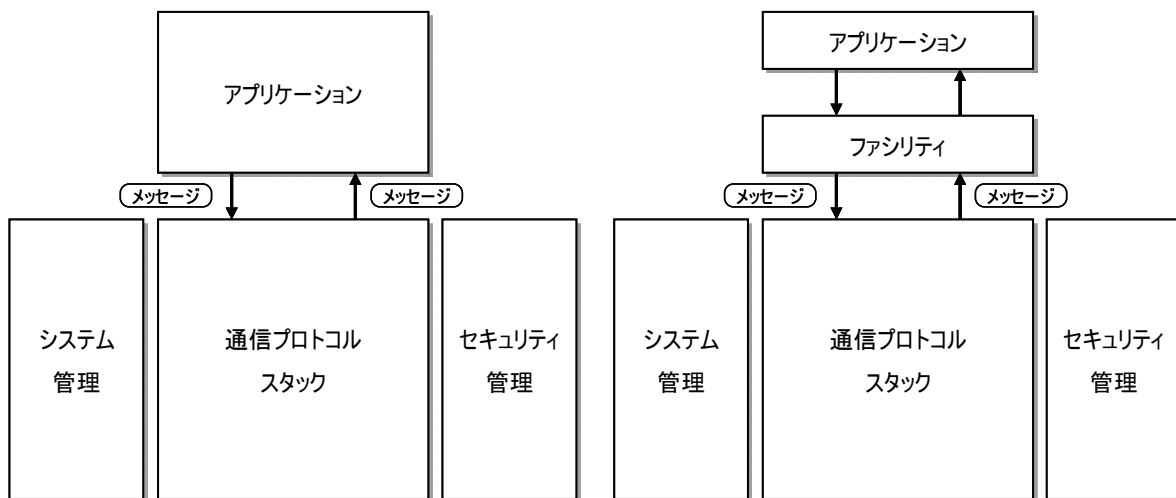 アプリケーション
メッセージ
メッセージ
システム
管理
通信プロトコル
スタック
セキュリティ
管理
アプリケーション
ファシリティ
メッセージ
メッセージ
システム
管理
通信プロトコル
スタック
セキュリティ
管理